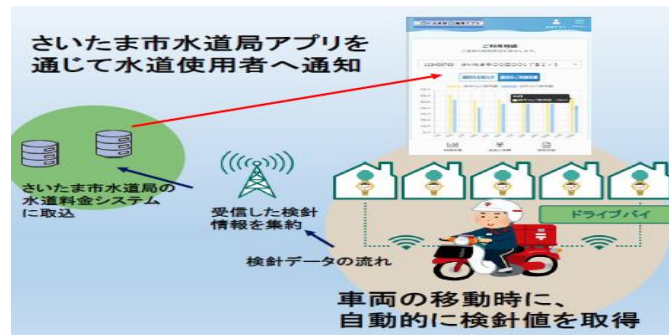 さいたま市水道局アプリを
通じて水道使用者へ通知
ご利用明細
さいたま市水道局の
水道料金システム
に取込
受信した検針
情報を集約
検針データの流れ
ドライブバイ
車両の移動時に、
自動的に検針値を取得